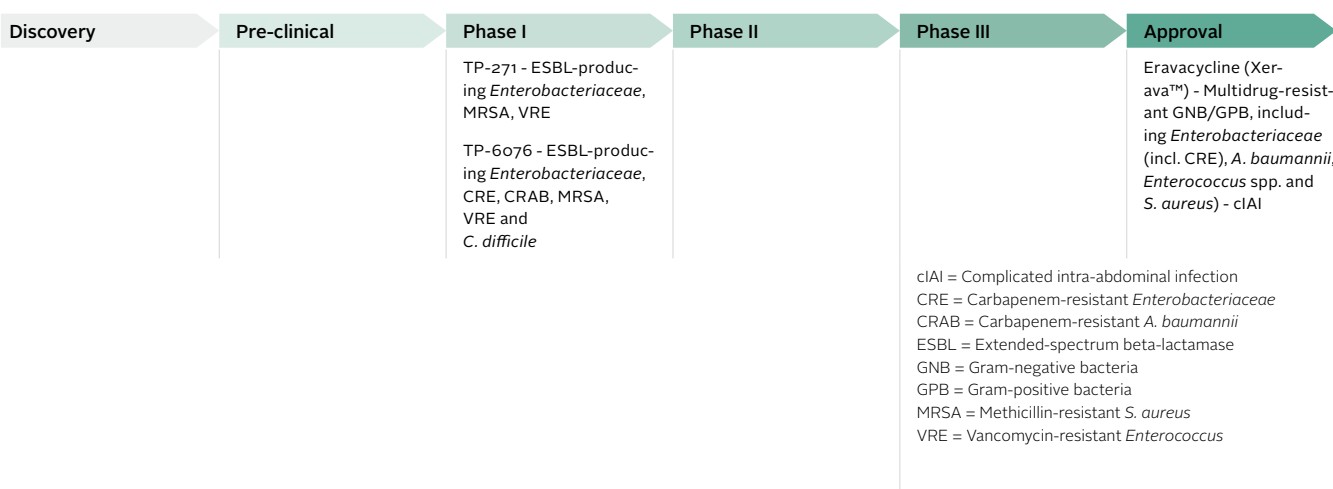 Discovery
Pre-clinical
Phase I
Phase II
Phase III
Approval
TP-271 - ESBL-produc-
ing Enterobacteriaceae,
MRSA, VRE
TP-6076 - ESBL-produc-
ing Enterobacteriaceae,
CRE, CRAB, MRSA,
VRE and
C. difficile
Eravacycline (Xer-
ava™) - Multidrug-resist-
ant GNB/GPB, includ-
ing Enterobacteriaceae
(incl. CRE), A. baumannii,
Enterococcus spp. and
S. aureus) - cIAI
cIAI = Complicated intra-abdominal infection
CRE = Carbapenem-resistant Enterobacteriaceae
CRAB = Carbapenem-resistant A. baumannii
ESBL = Extended-spectrum beta-lactamase
GNB = Gram-negative bacteria
GPB = Gram-positive bacteria
MRSA = Methicillin-resistant S. aureus
VRE = Vancomycin-resistant Enterococcus